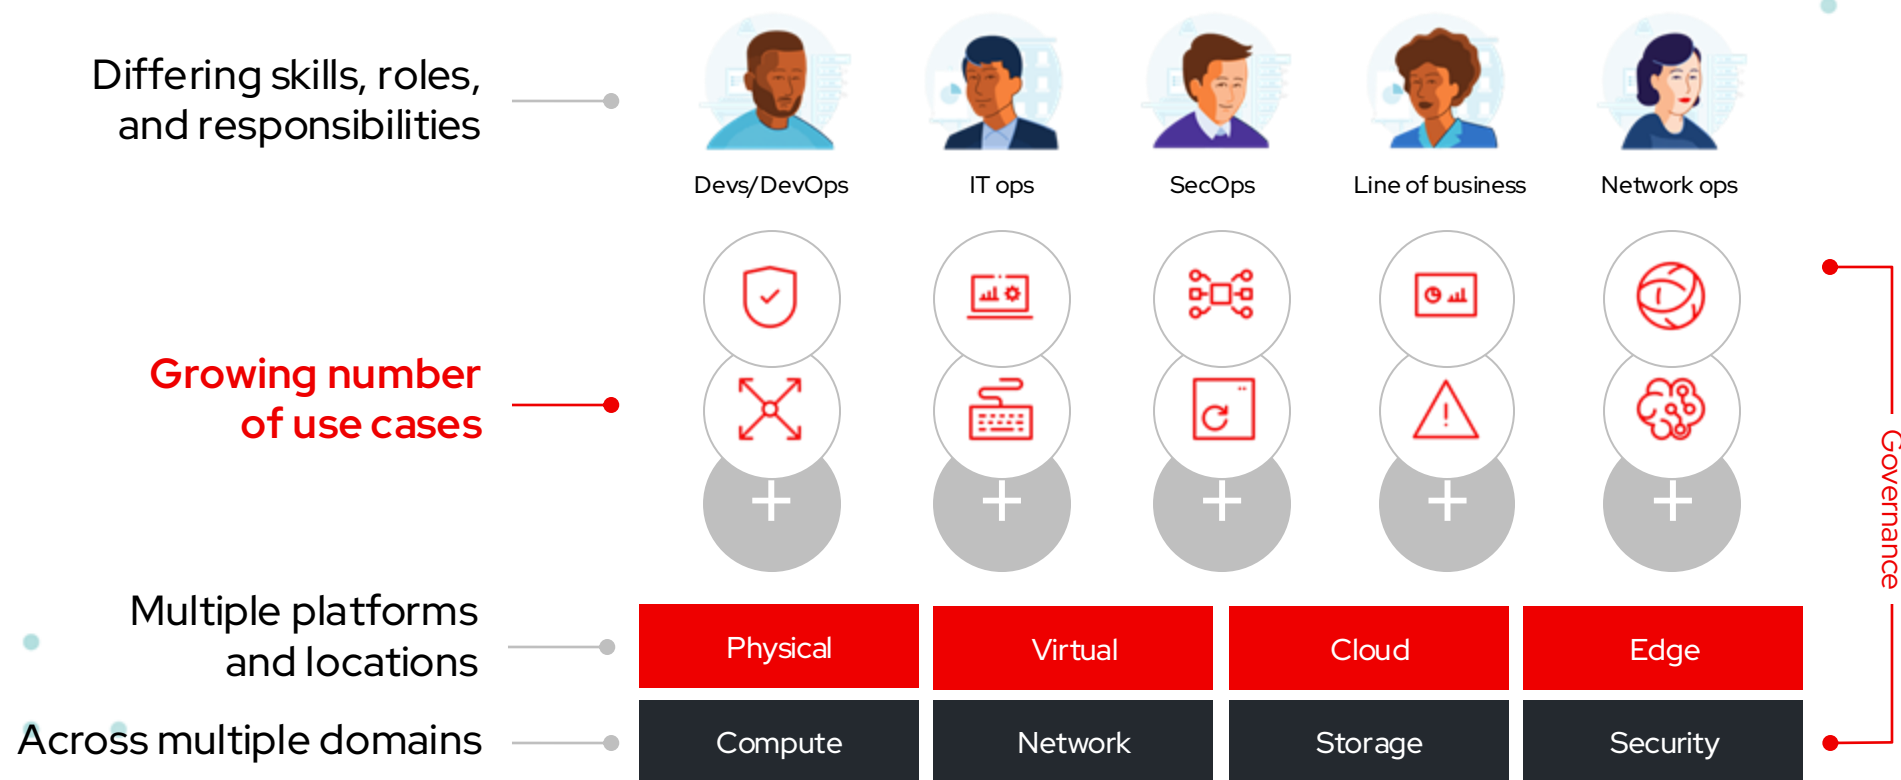 Differing skills, roles,
and responsibilities
Devs/DevOps
IT ops
SecOps
Line of business
Network ops
Growing number
of use cases
Governance
Multiple platforms
and locations
Physical
Virtual
Cloud
Edge
Across multiple domains
Compute
Network
Storage
Security